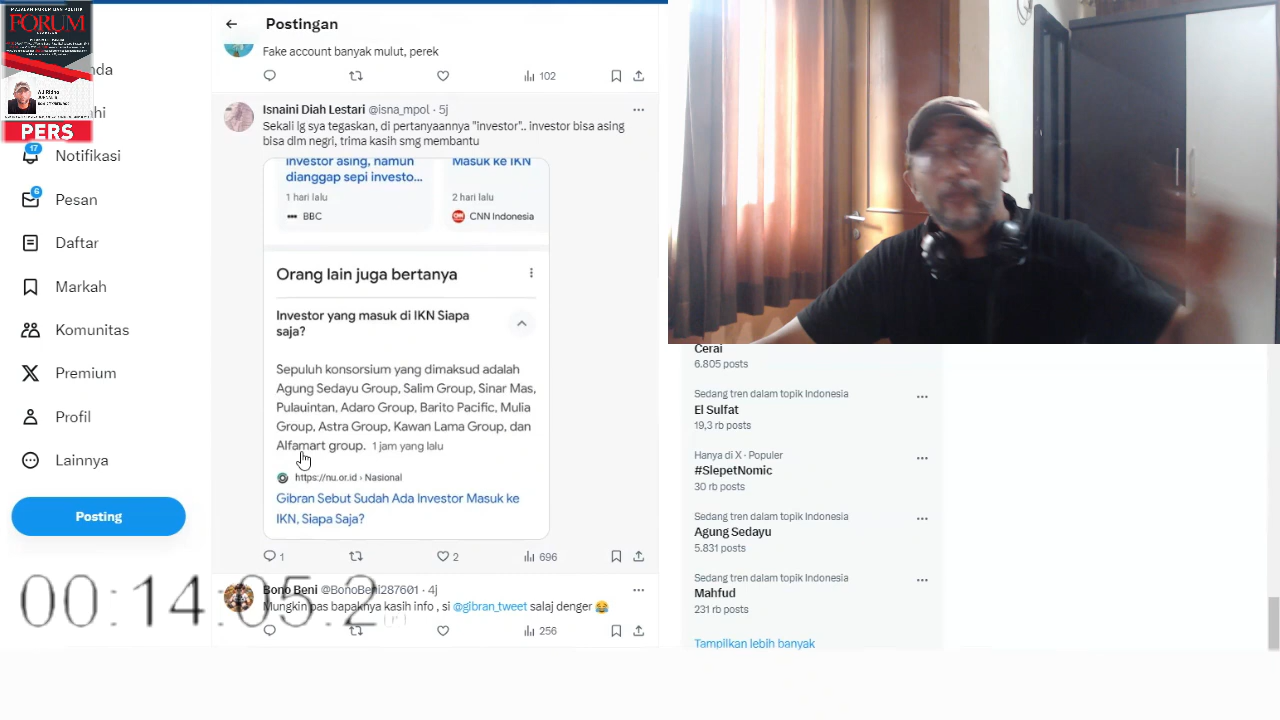 FORUM
PERS
Notifikasi
17
Pesan
6
Daftar
Markah
Komunitas
Premium
Profil
Lainnya
Posting
Postingan
Fake account banyak mulut, perek
102
Isnaini Diah Lestari @isna_mpol · 5j
Sekali lg sya tegaskan, di pertanyaannya "investor".. investor bisa asing
bisa dlm negri, trima kasih smg membantu
investor asing, namun
dianggap sepi investo...
1 hari lalu
BBC
Masuk ke IKN
2 hari lalu
CNN Indonesia
Orang lain juga bertanya
Investor yang masuk di IKN Siapa
saja?
Sepuluh konsorsium yang dimaksud adalah
Agung Sedayu Group, Salim Group, Sinar Mas,
Pulauintan, Adaro Group, Barito Pacific, Mulia
Group, Astra Group, Kawan Lama Group, dan
Alfamart group. 1 jam yang lalu
https://nu.or.id › Nasional
Gibran Sebut Sudah Ada Investor Masuk ke
IKN, Siapa Saja?
1
2
696
Bono Beni @BonoBeni287601 · 4j
Mungkin pas bapaknya kasih info , si @gibran_tweet salaj denger 😂
256
00:14:05.2
Cerai
6.805 posts
Sedang tren dalam topik Indonesia
El Sulfat
19,3 rb posts
Hanya di X · Populer
#SlepetNomic
30 rb posts
Sedang tren dalam topik Indonesia
Agung Sedayu
5.831 posts
Sedang tren dalam topik Indonesia
Mahfud
231 rb posts
Tampilkan lebih banyak